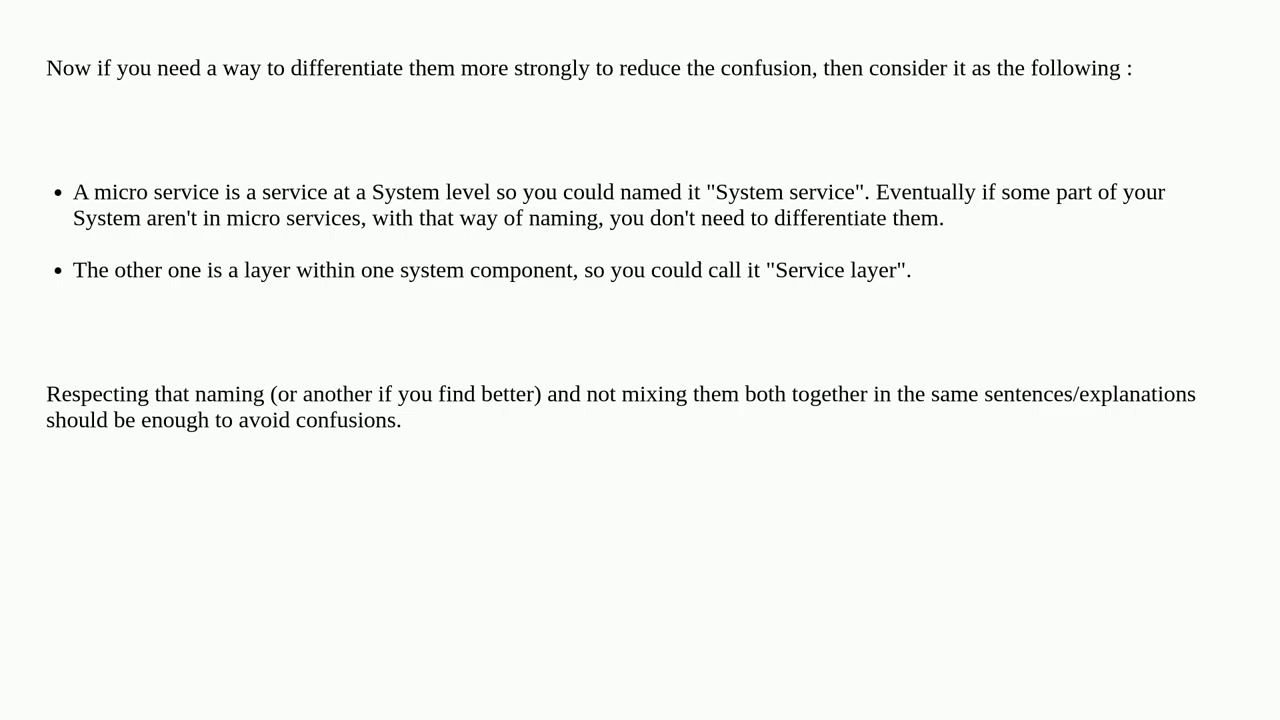 Now if you need a way to differentiate them more strongly to reduce the confusion, then consider it as the following :
• A micro service is a service at a System level so you could named it "System service". Eventually if some part of your
System aren't in micro services, with that way of naming, you don't need to differentiate them.
• The other one is a layer within one system component, so you could call it "Service layer".
Respecting that naming (or another if you find better) and not mixing them both together in the same sentences/explanations
should be enough to avoid confusions.